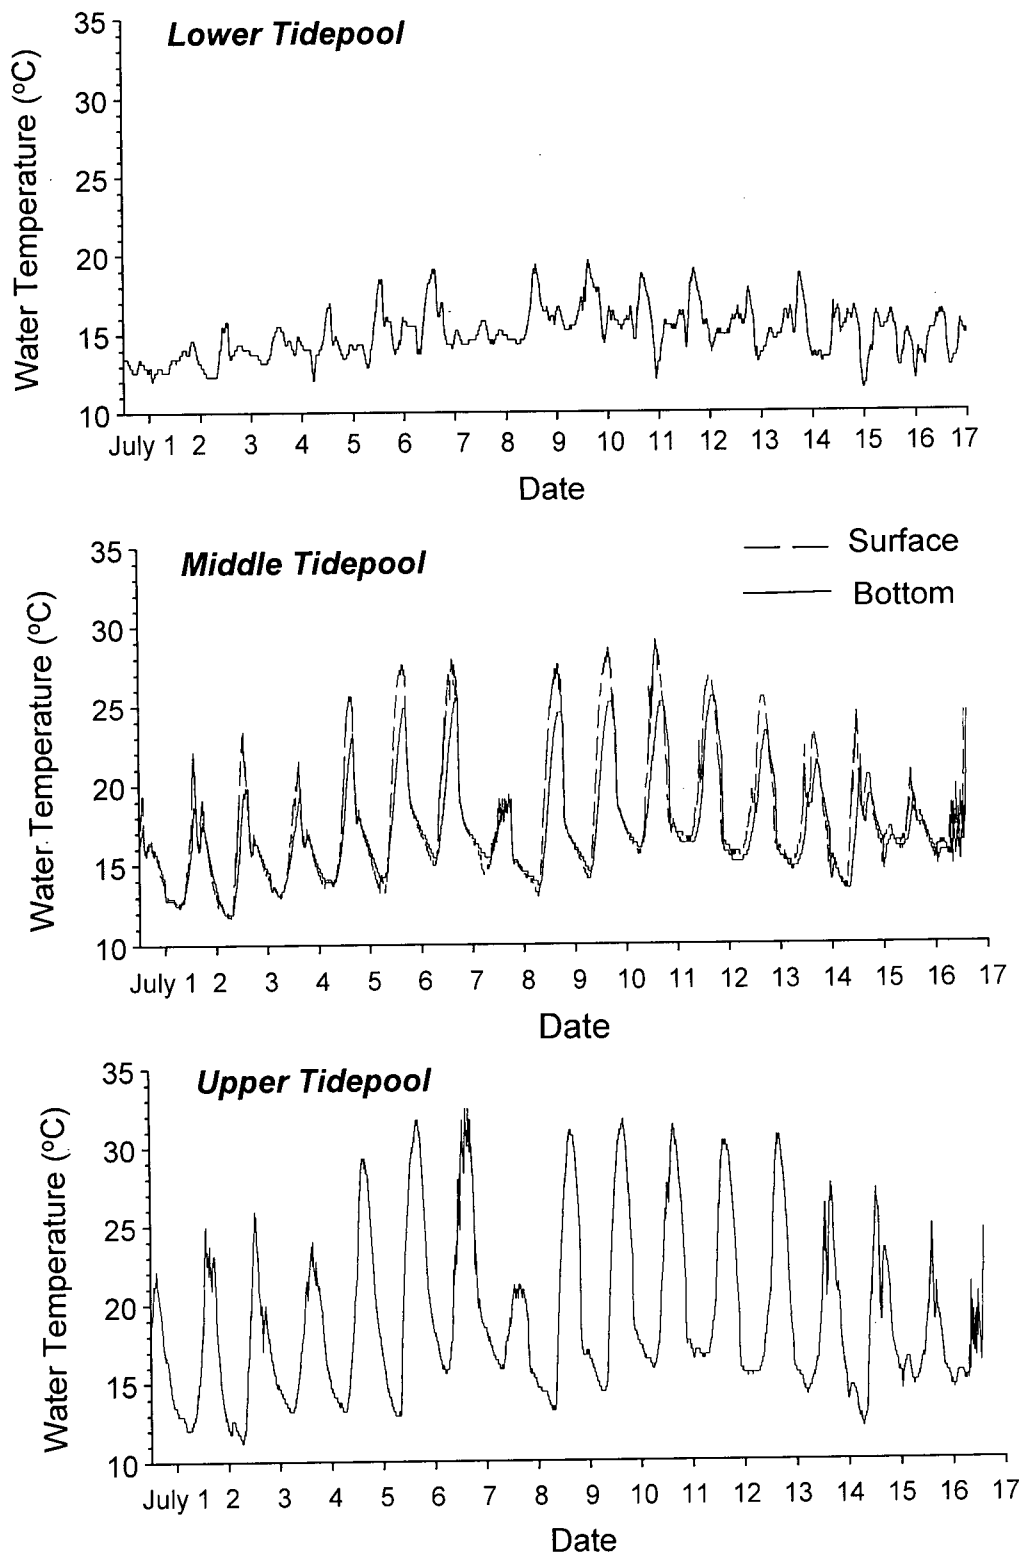 Lower Tidepool
Water Temperature (ºC)
35
30
25
20
15
10
July 1 2 3 4 5 6 7 8 9 10 11 12 13 14 15 16 17
Date
Middle Tidepool
Surface
Bottom
Water Temperature (ºC)
35
30
25
20
15
10
July 1 2 3 4 5 6 7 8 9 10 11 12 13 14 15 16 17
Date
Upper Tidepool
Water Temperature (ºC)
35
30
25
20
15
10
July 1 2 3 4 5 6 7 8 9 10 11 12 13 14 15 16 17
Date